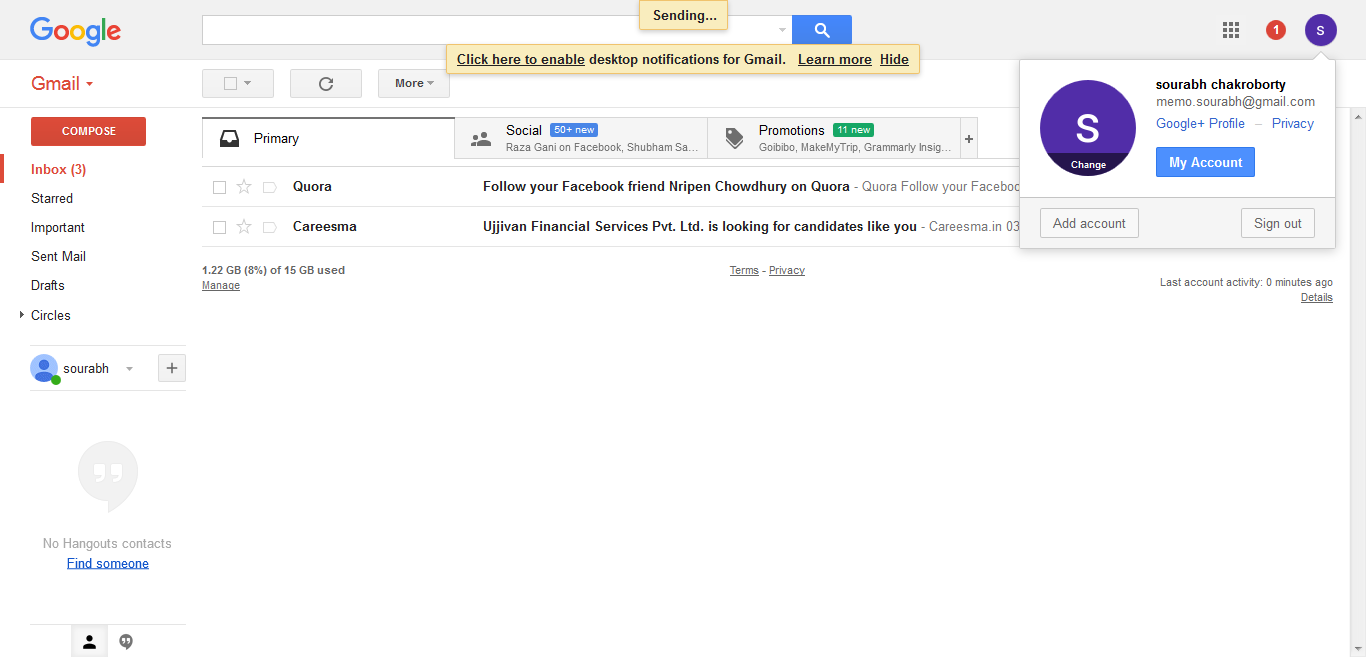 Google
Sending...
1
S
Click here to enable desktop notifications for Gmail. Learn more Hide
Gmail
More
S
Change
sourabh chakroborty
memo.sourabh@gmail.com
Google+ Profile – Privacy
My Account
Add account
Sign out
COMPOSE
Inbox (3)
Starred
Important
Sent Mail
Drafts
Circles
sourabh
+
No Hangouts contacts
Find someone
Primary
Social 50+ new
Raza Gani on Facebook, Shubham Sa...
Promotions 11 new
Goibibo, MakeMyTrip, Grammarly Insig...
+
Quora Follow your Facebook friend Nripen Chowdhury on Quora - Quora Follow your Faceboo
Careesma Ujjivan Financial Services Pvt. Ltd. is looking for candidates like you - Careesma.in 03
1.22 GB (8%) of 15 GB used
Manage
Terms - Privacy
Last account activity: 0 minutes ago
Details